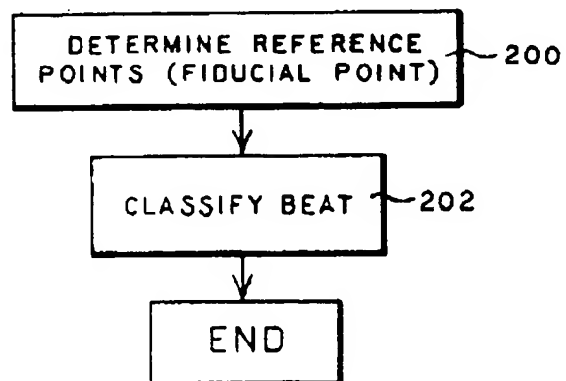 DETERMINE REFERENCE
POINTS (FIDUCIAL POINT)
200
CLASSIFY BEAT
202
END